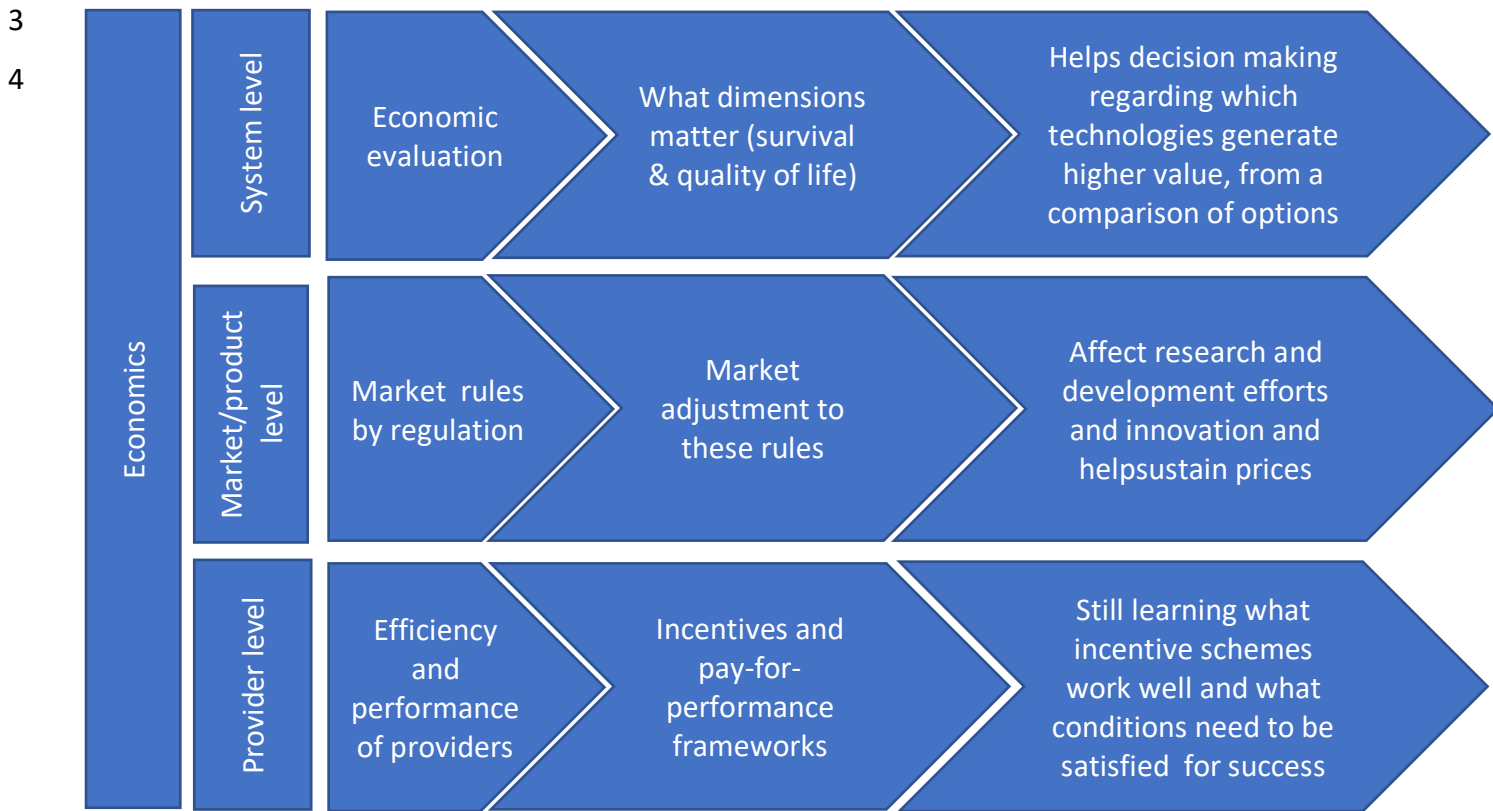 3
4
Economics
System level
Economic
evaluation
What dimensions
matter (survival
& quality of life)
Helps decision making
regarding which
technologies generate
higher value, from a
comparison of options
Market/product
level
Market  rules
by regulation
Market
adjustment to
these rules
Affect research and
development efforts
and innovation and
helpsustain prices
Provider level
Efficiency
and
performance
of providers
Incentives and
pay-for-
performance
frameworks
Still learning what
incentive schemes
work well and what
conditions need to be
satisfied  for success